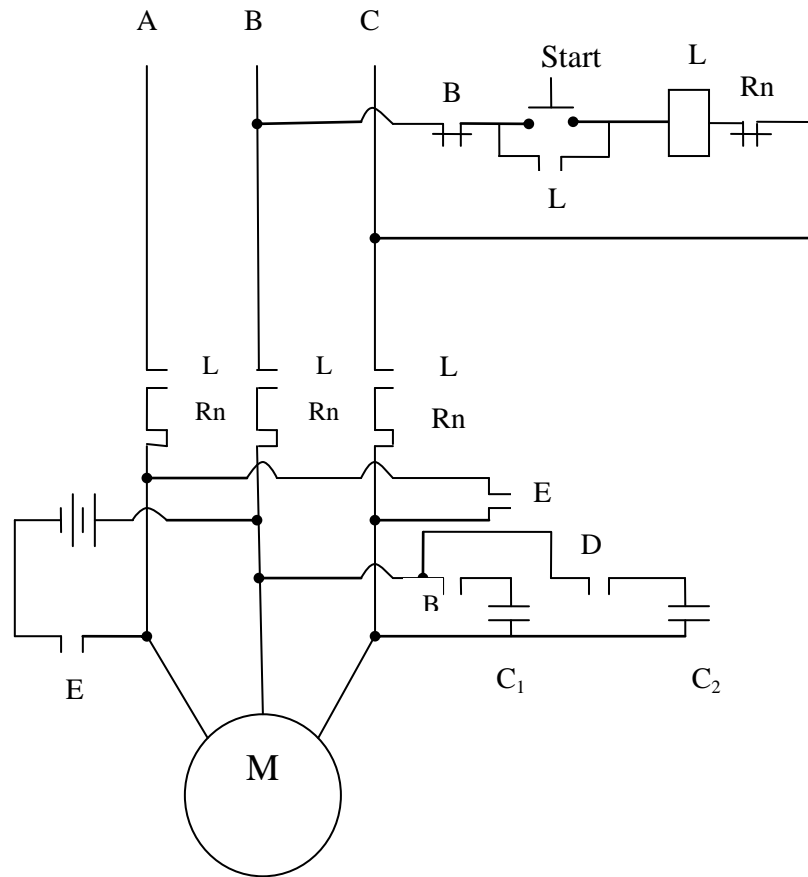 A B C
Start L
B Rn
L
L L L
Rn Rn Rn
E
D
B
E C₁ C₂
M